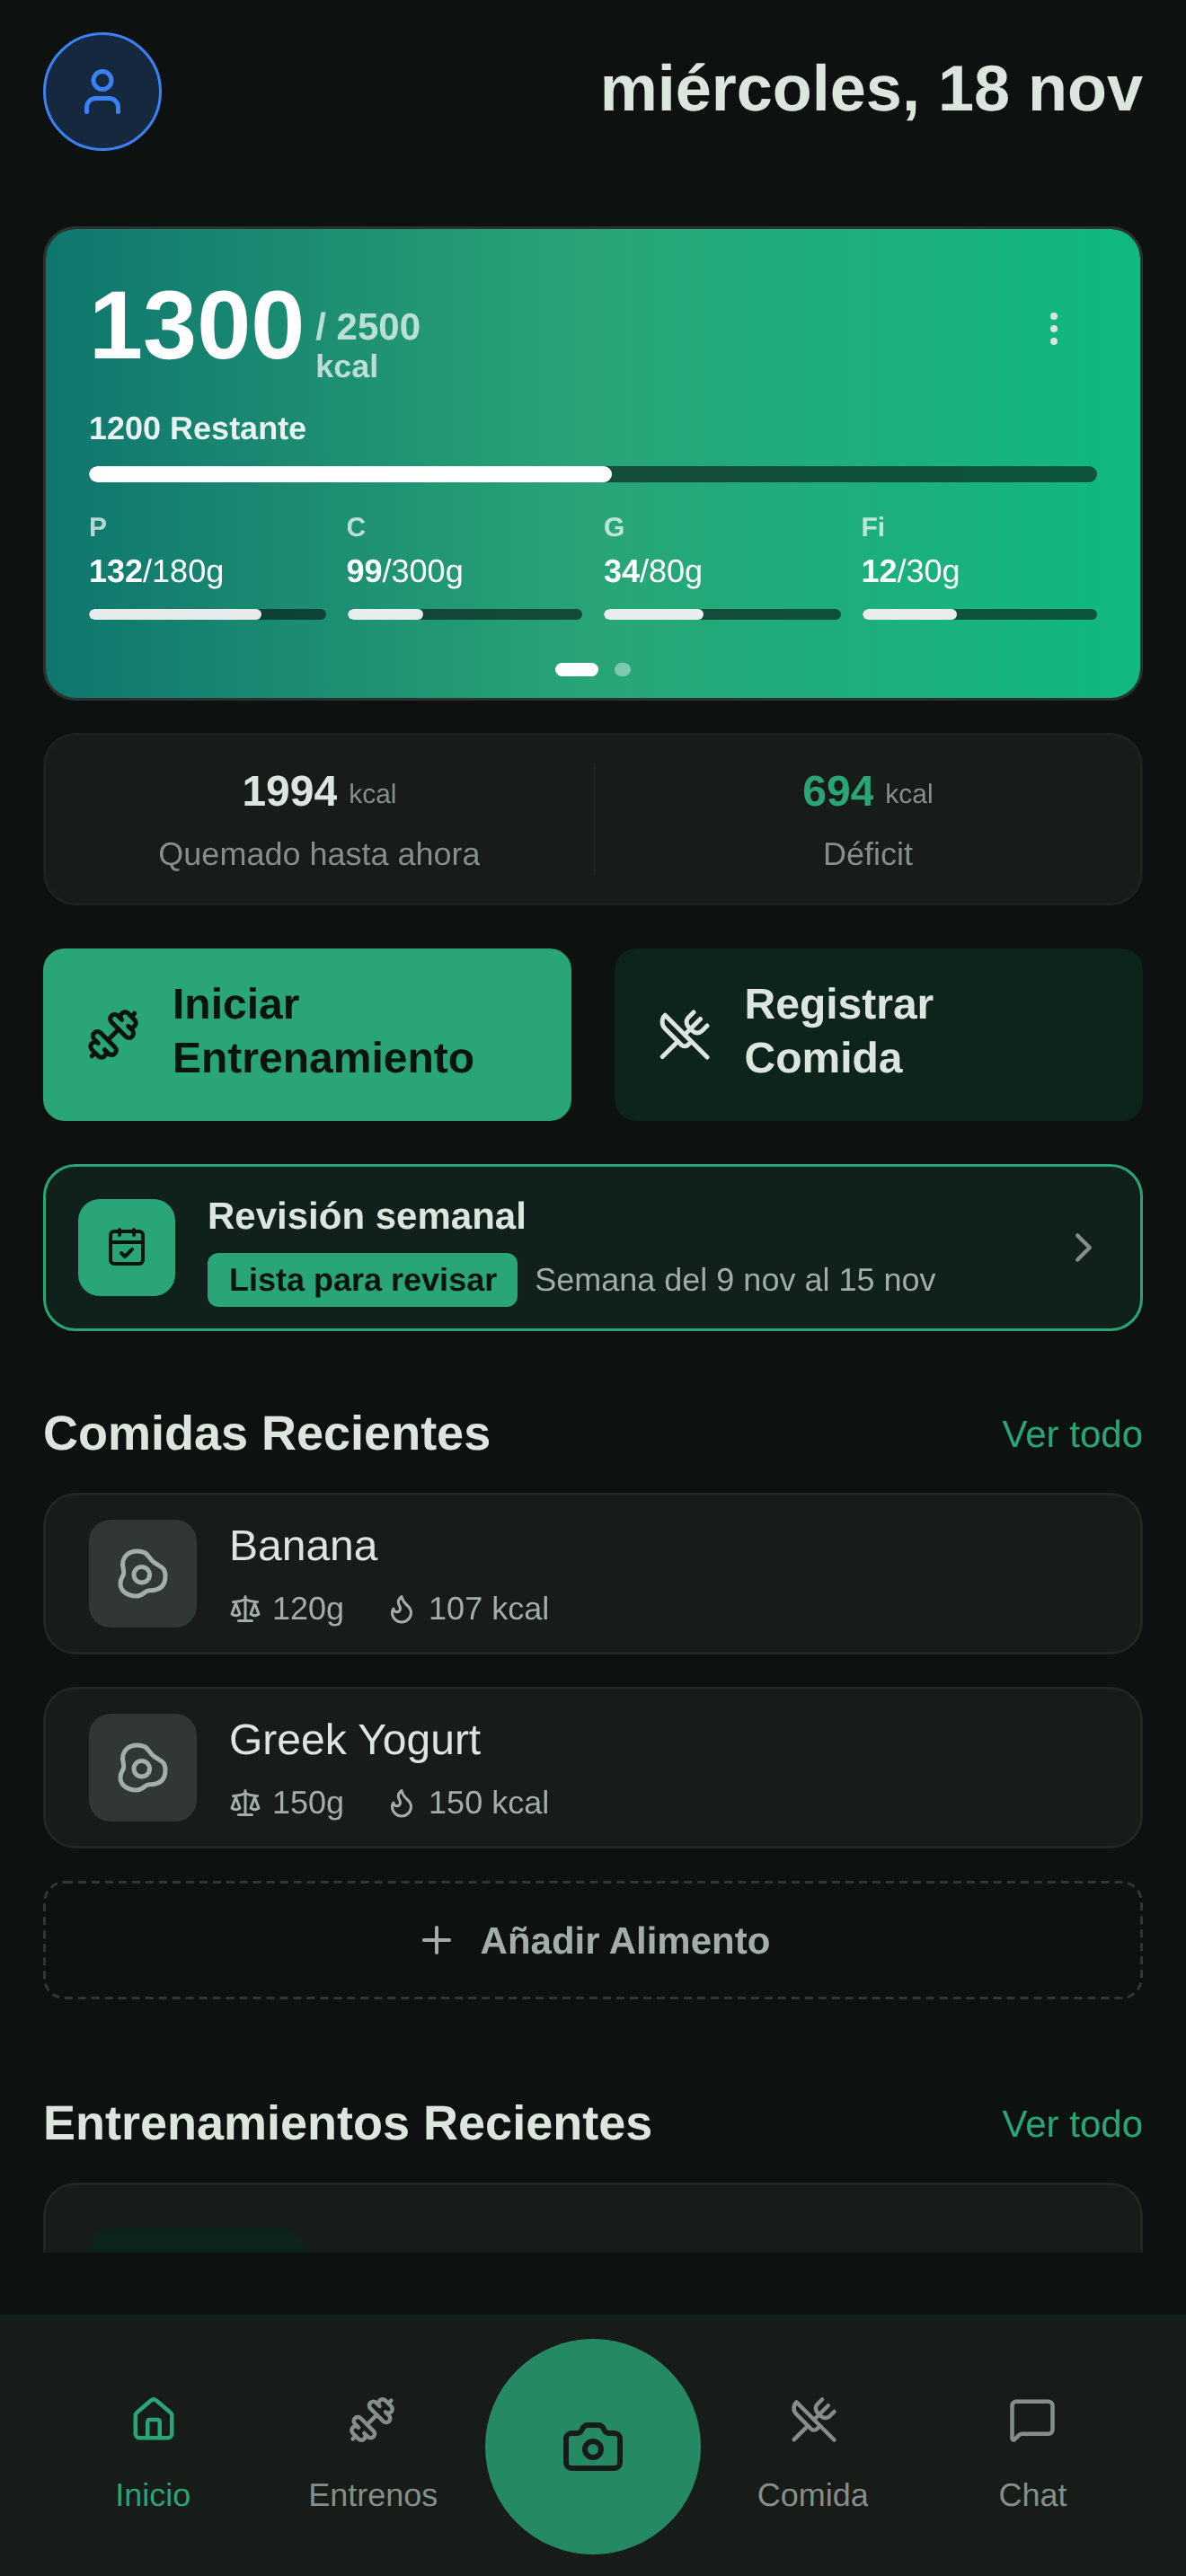 miércoles, 18 nov
1300 / 2500
kcal
1200 Restante
P C G Fi
132/180g 99/300g 34/80g 12/30g
1994 kcal 694 kcal
Quemado hasta ahora Déficit
Iniciar
Entrenamiento
Registrar
Comida
Revisión semanal
Lista para revisar Semana del 9 nov al 15 nov
Comidas Recientes Ver todo
Banana
120g 107 kcal
Greek Yogurt
150g 150 kcal
Añadir Alimento
Entrenamientos Recientes Ver todo
Inicio Entrenos Comida Chat